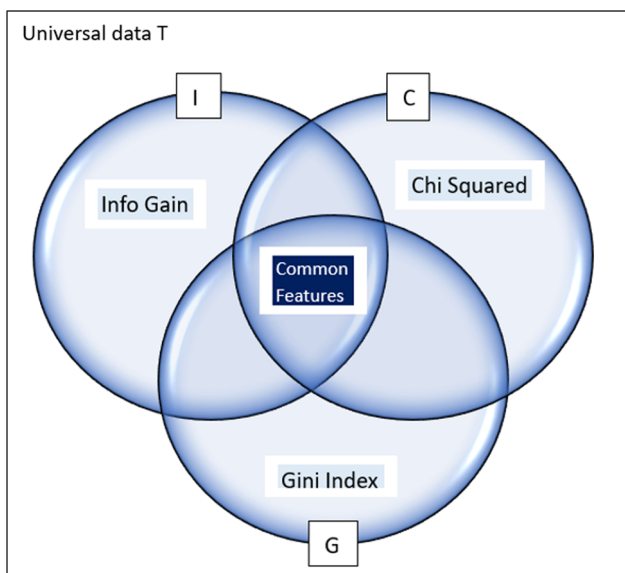 Universal data T
I
C
Info Gain
Chi Squared
Common
Features
Gini Index
G